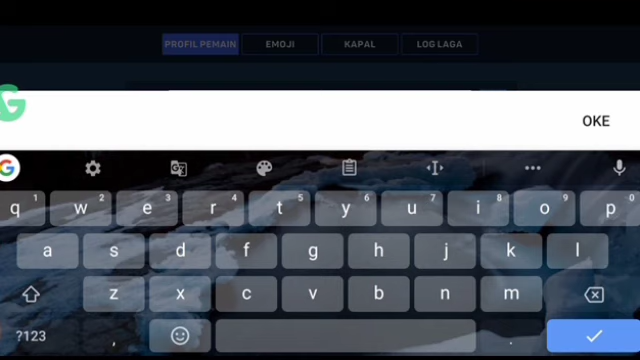 PROFIL PEMAIN EMOJI KAPAL LOG LAGA
G
OKE
G
q 1 w 2 e 3 r 4 t 5 y 6 u 7 i 8 o 9 p 0
a s d f g h j k l
z x c v b n m
?123 , .